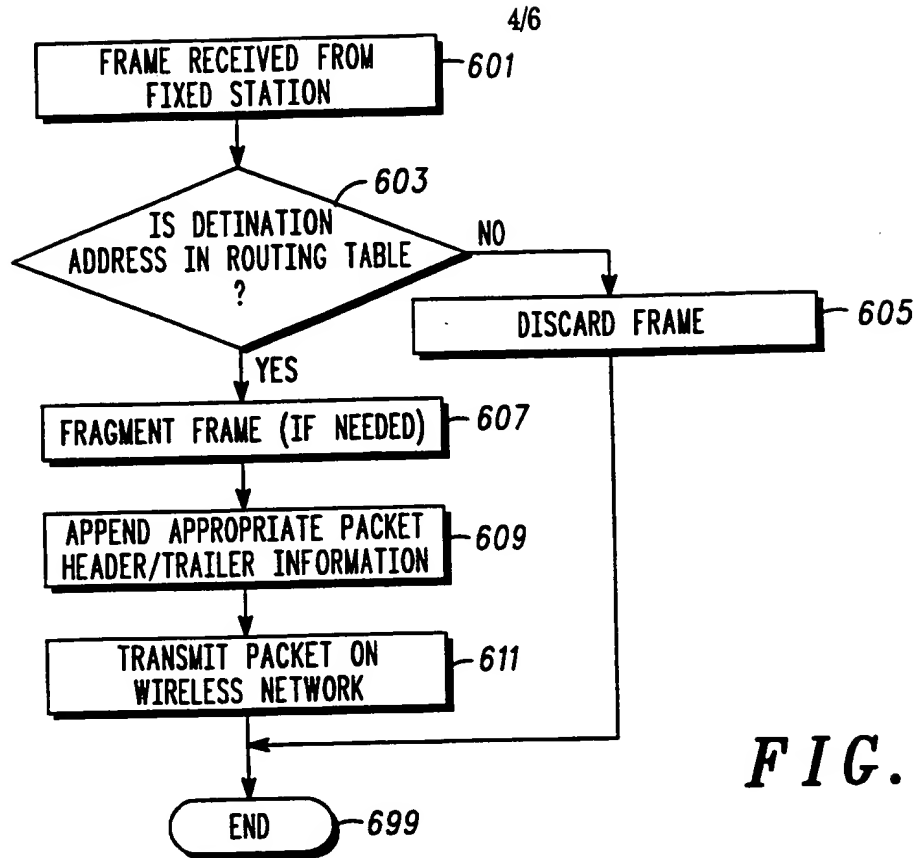 4/6
FRAME RECEIVED FROM
FIXED STATION
601
603
IS DETINATION
ADDRESS IN ROUTING TABLE
?
NO
DISCARD FRAME
605
YES
FRAGMENT FRAME (IF NEEDED)
607
APPEND APPROPRIATE PACKET
HEADER/TRAILER INFORMATION
609
TRANSMIT PACKET ON
WIRELESS NETWORK
611
END
699
FIG.